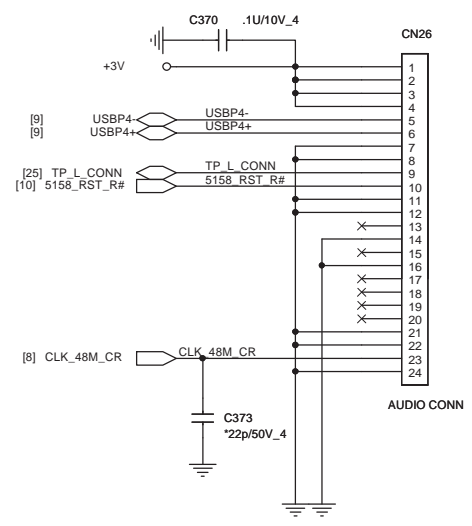 C370 .1U/10V_4
CN26
+3V
1
2
3
4
[9] USBP4- USBP4- 5
[9] USBP4+ USBP4+ 6
7
8
[25] TP_L_CONN TP_L_CONN 9
[10] 5158_RST_R# 5158_RST_R# 10
11
12
13
14
15
16
17
18
19
20
21
22
[8] CLK_48M_CR CLK_48M_CR 23
24
AUDIO CONN
C373
*22p/50V_4